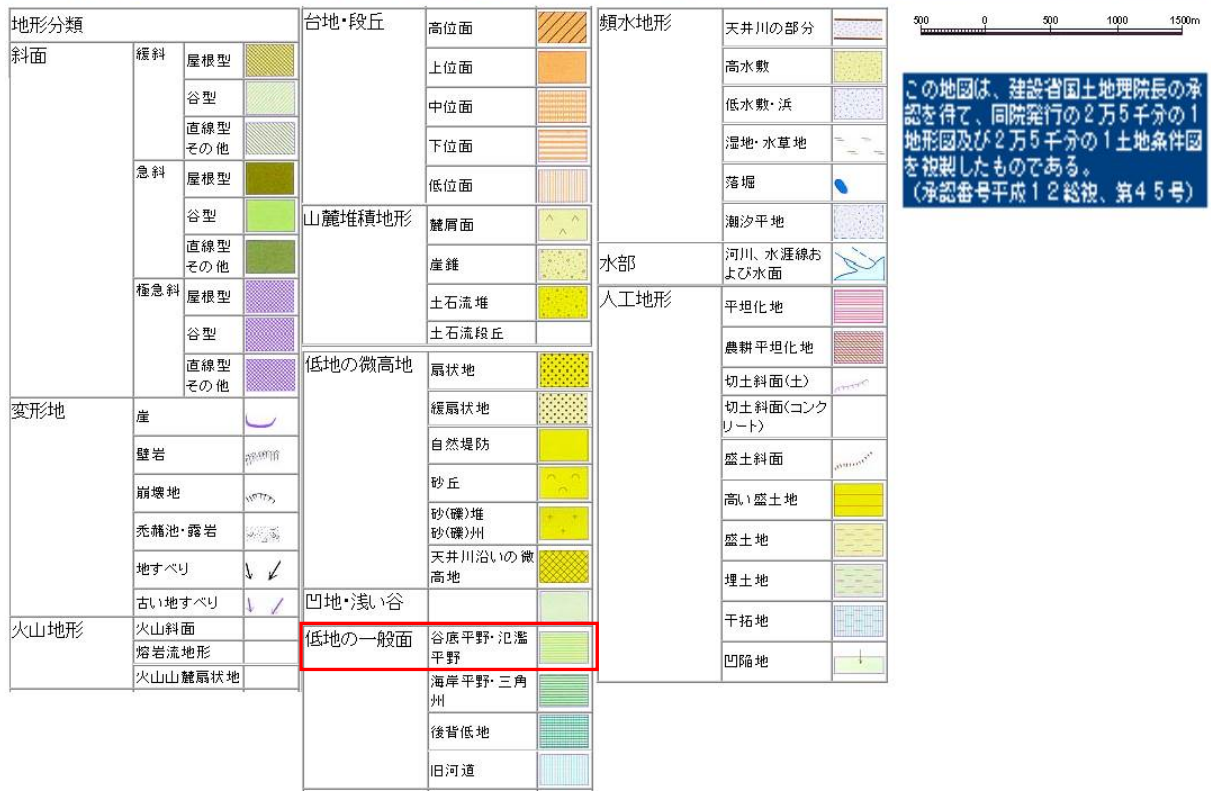 地形分類
斜面
緩斜
屋根型
谷型
直線型
その他
急斜
屋根型
谷型
直線型
その他
極急斜
屋根型
谷型
直線型
その他
変形地
崖
壁岩
崩壊地
禿赭池・露岩
地すべり
古い地すべり
火山地形
火山斜面
熔岩流地形
火山山麓扇状地
台地・段丘
高位面
上位面
中位面
下位面
低位面
山麓堆積地形
麓屑面
崖錐
土石流堆
土石流段丘
低地の微高地
扇状地
緩扇状地
自然堤防
砂丘
砂(礫)堆
砂(礫)州
天井川沿いの微
高地
凹地・浅い谷
低地の一般面
谷底平野・氾濫
平野
海岸平野・三角
州
後背低地
旧河道
頻水地形
天井川の部分
高水敷
低水敷・浜
湿地・水草地
落堀
潮汐平地
水部
河川、水涯線お
よび水面
人工地形
平坦化地
農耕平坦化地
切土斜面(土)
切土斜面(コンク
リート)
盛土斜面
高い盛土地
盛土地
埋土地
干拓地
凹陥地
500 0 500 1000 1500m
この地図は、建設省国土地理院長の承
認を得て、同院発行の2万5千分の1
地形図及び2万5千分の1土地条件図
を複製したものである。
(承認番号平成12総複、第45号)